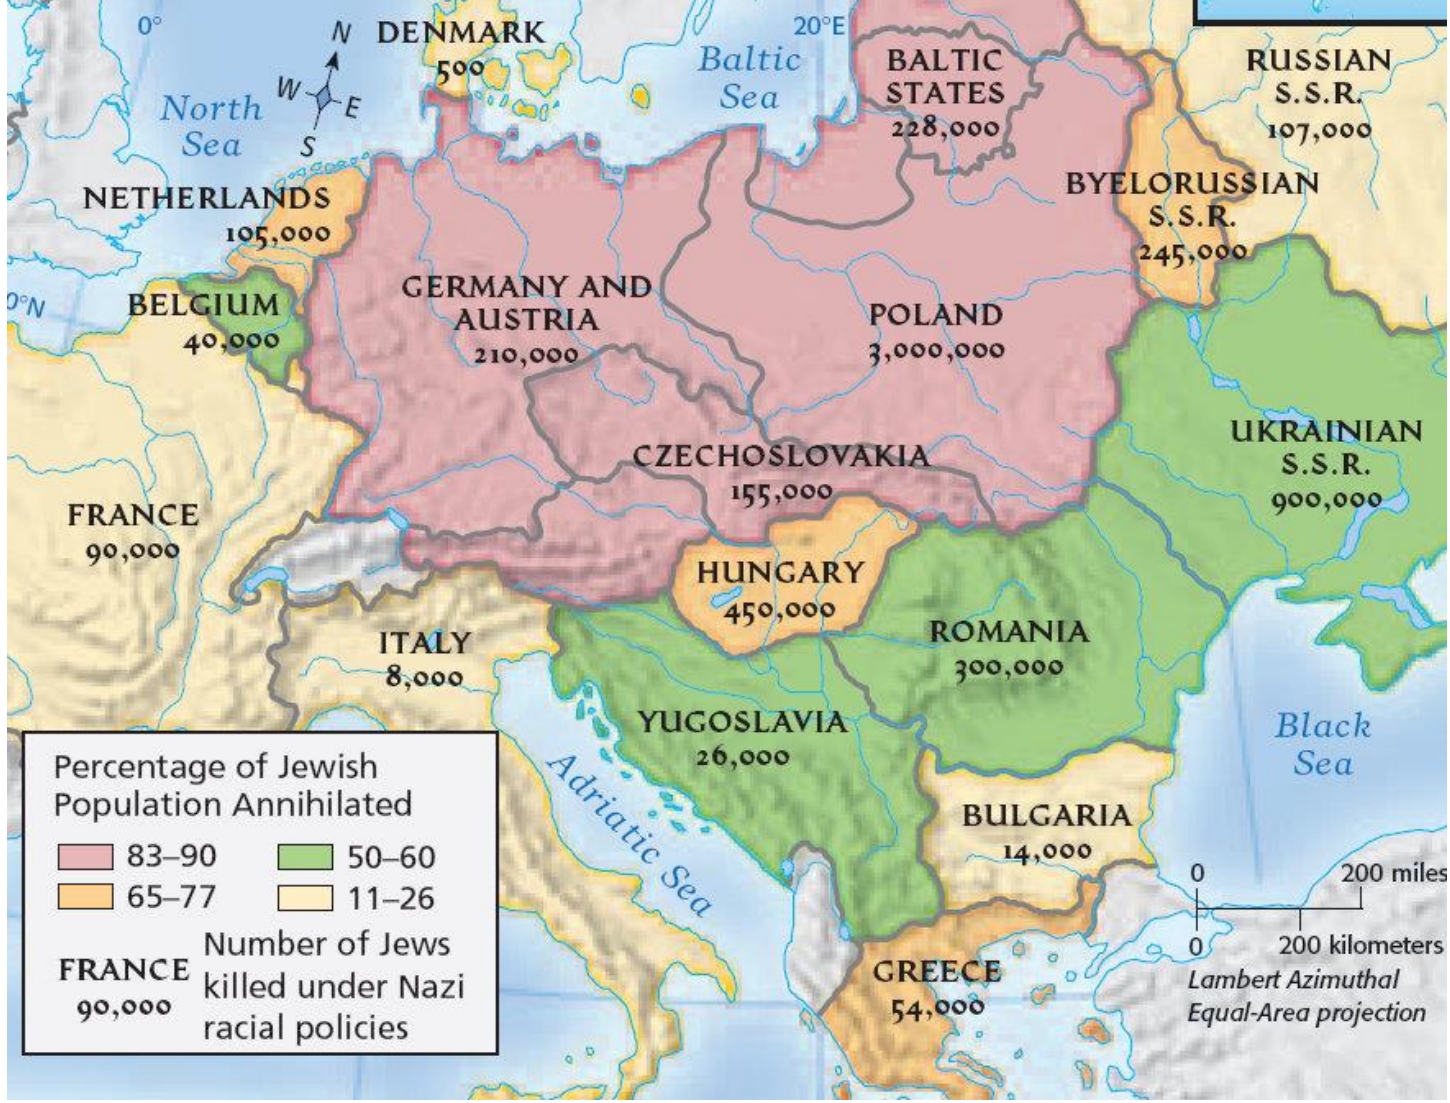 0°
N
W
E
S
DENMARK
500
20°E
Baltic
Sea
North
Sea
BALTIC
STATES
228,000
RUSSIAN
S.S.R.
107,000
NETHERLANDS
105,000
BYELORUSSIAN
S.S.R.
245,000
0°N
BELGIUM
40,000
GERMANY AND
AUSTRIA
210,000
POLAND
3,000,000
UKRAINIAN
S.S.R.
900,000
CZECHOSLOVAKIA
155,000
FRANCE
90,000
HUNGARY
450,000
ITALY
8,000
ROMANIA
300,000
YUGOSLAVIA
26,000
Black
Sea
Adriatic Sea
BULGARIA
14,000
GREECE
54,000
Percentage of Jewish
Population Annihilated
83–90
50–60
65–77
11–26
FRANCE
90,000
Number of Jews
killed under Nazi
racial policies
0
200 miles
0
200 kilometers
Lambert Azimuthal
Equal-Area projection